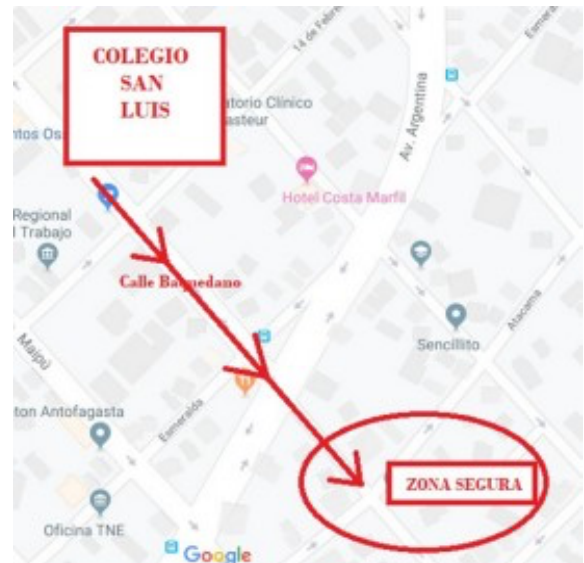 COLEGIO
SAN
LUIS
14 de Febrero
Esmeralda
atorio Clínico
asteur
Av. Argentina
ntos Os
Hotel Costa Marfil
Regional
l Trabajo
Calle Baquedano
Atacama
Sencillito
Maipú
ton Antofagasta
Esmeralda
ZONA SEGURA
Oficina TNE
Google